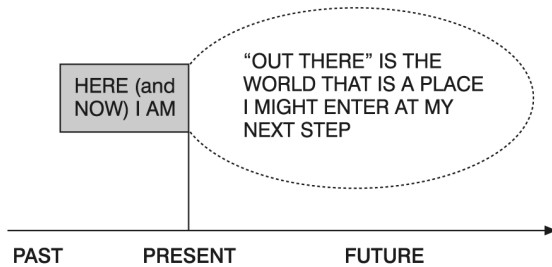 HERE (and
NOW) I AM
“OUT THERE” IS THE
WORLD THAT IS A PLACE
I MIGHT ENTER AT MY
NEXT STEP
PAST PRESENT FUTURE